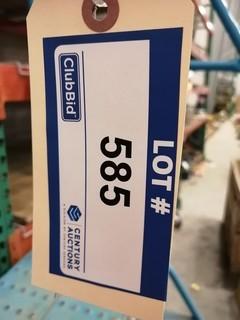 LOT #
585
ClubBid
CENTURY
AUCTIONS